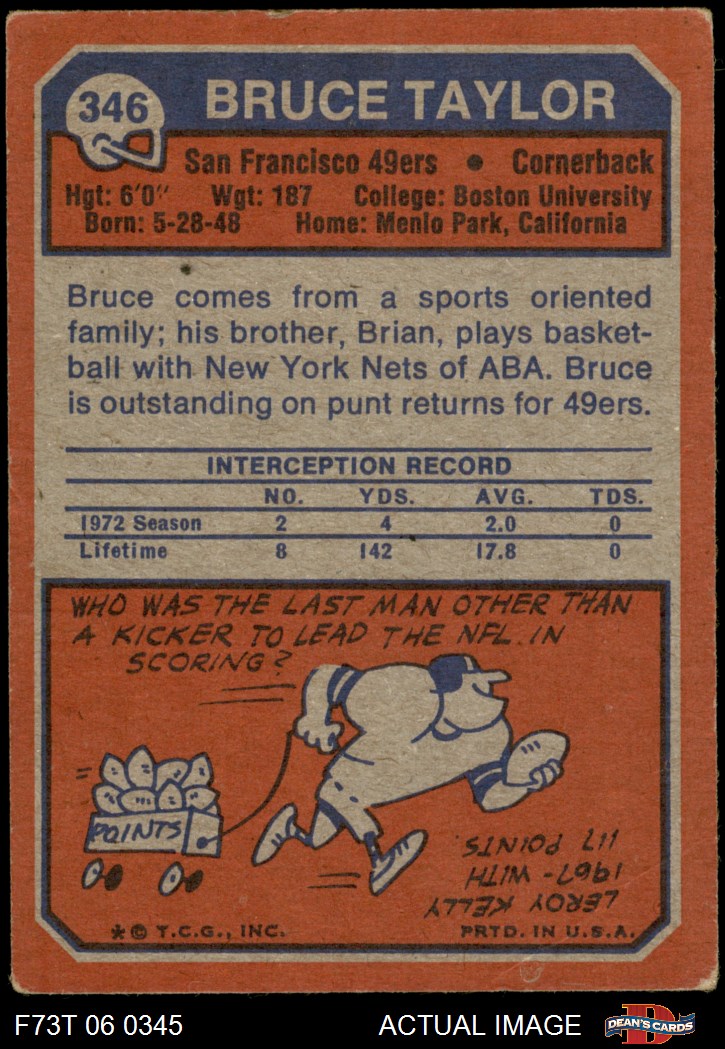 346
BRUCE TAYLOR
San Francisco 49ers • Cornerback
Hgt: 6'0" Wgt: 187 College: Boston University
Born: 5-28-48 Home: Menlo Park, California
Bruce comes from a sports oriented
family; his brother, Brian, plays basket-
ball with New York Nets of ABA. Bruce
is outstanding on punt returns for 49ers.
INTERCEPTION RECORD
NO. YDS. AVG. TDS.
1972 Season 2 4 2.0 0
Lifetime 8 142 17.8 0
WHO WAS THE LAST MAN OTHER THAN
A KICKER TO LEAD THE NFL IN
SCORING?
POINTS
LEROY KELLY
1967 - WITH
117 POINTS.
* © T.C.G., INC. PRTD. IN U.S.A.
F73T 06 0345 ACTUAL IMAGE
D
DEAN'S CARDS